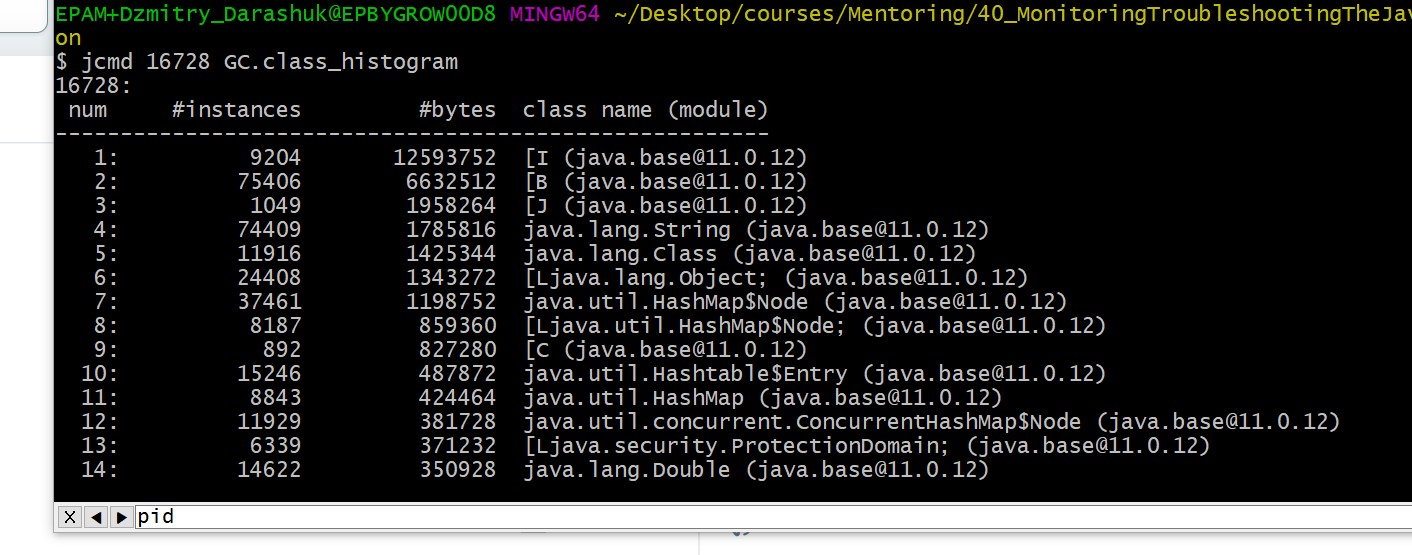 EPAM+Dzmitry_Darashuk@EPBYGROW00D8 MINGW64 ~/Desktop/courses/Mentoring/40_MonitoringTroubleshootingTheJav
on
$ jcmd 16728 GC.class_histogram
16728:
num #instances #bytes class name (module)
-------------------------------------------------------
1: 9204 12593752 [I (java.base@11.0.12)
2: 75406 6632512 [B (java.base@11.0.12)
3: 1049 1958264 [J (java.base@11.0.12)
4: 74409 1785816 java.lang.String (java.base@11.0.12)
5: 11916 1425344 java.lang.Class (java.base@11.0.12)
6: 24408 1343272 [Ljava.lang.Object; (java.base@11.0.12)
7: 37461 1198752 java.util.HashMap$Node (java.base@11.0.12)
8: 8187 859360 [Ljava.util.HashMap$Node; (java.base@11.0.12)
9: 892 827280 [C (java.base@11.0.12)
10: 15246 487872 java.util.Hashtable$Entry (java.base@11.0.12)
11: 8843 424464 java.util.HashMap (java.base@11.0.12)
12: 11929 381728 java.util.concurrent.ConcurrentHashMap$Node (java.base@11.0.12)
13: 6339 371232 [Ljava.security.ProtectionDomain; (java.base@11.0.12)
14: 14622 350928 java.lang.Double (java.base@11.0.12)
X ◀ ▶ pid